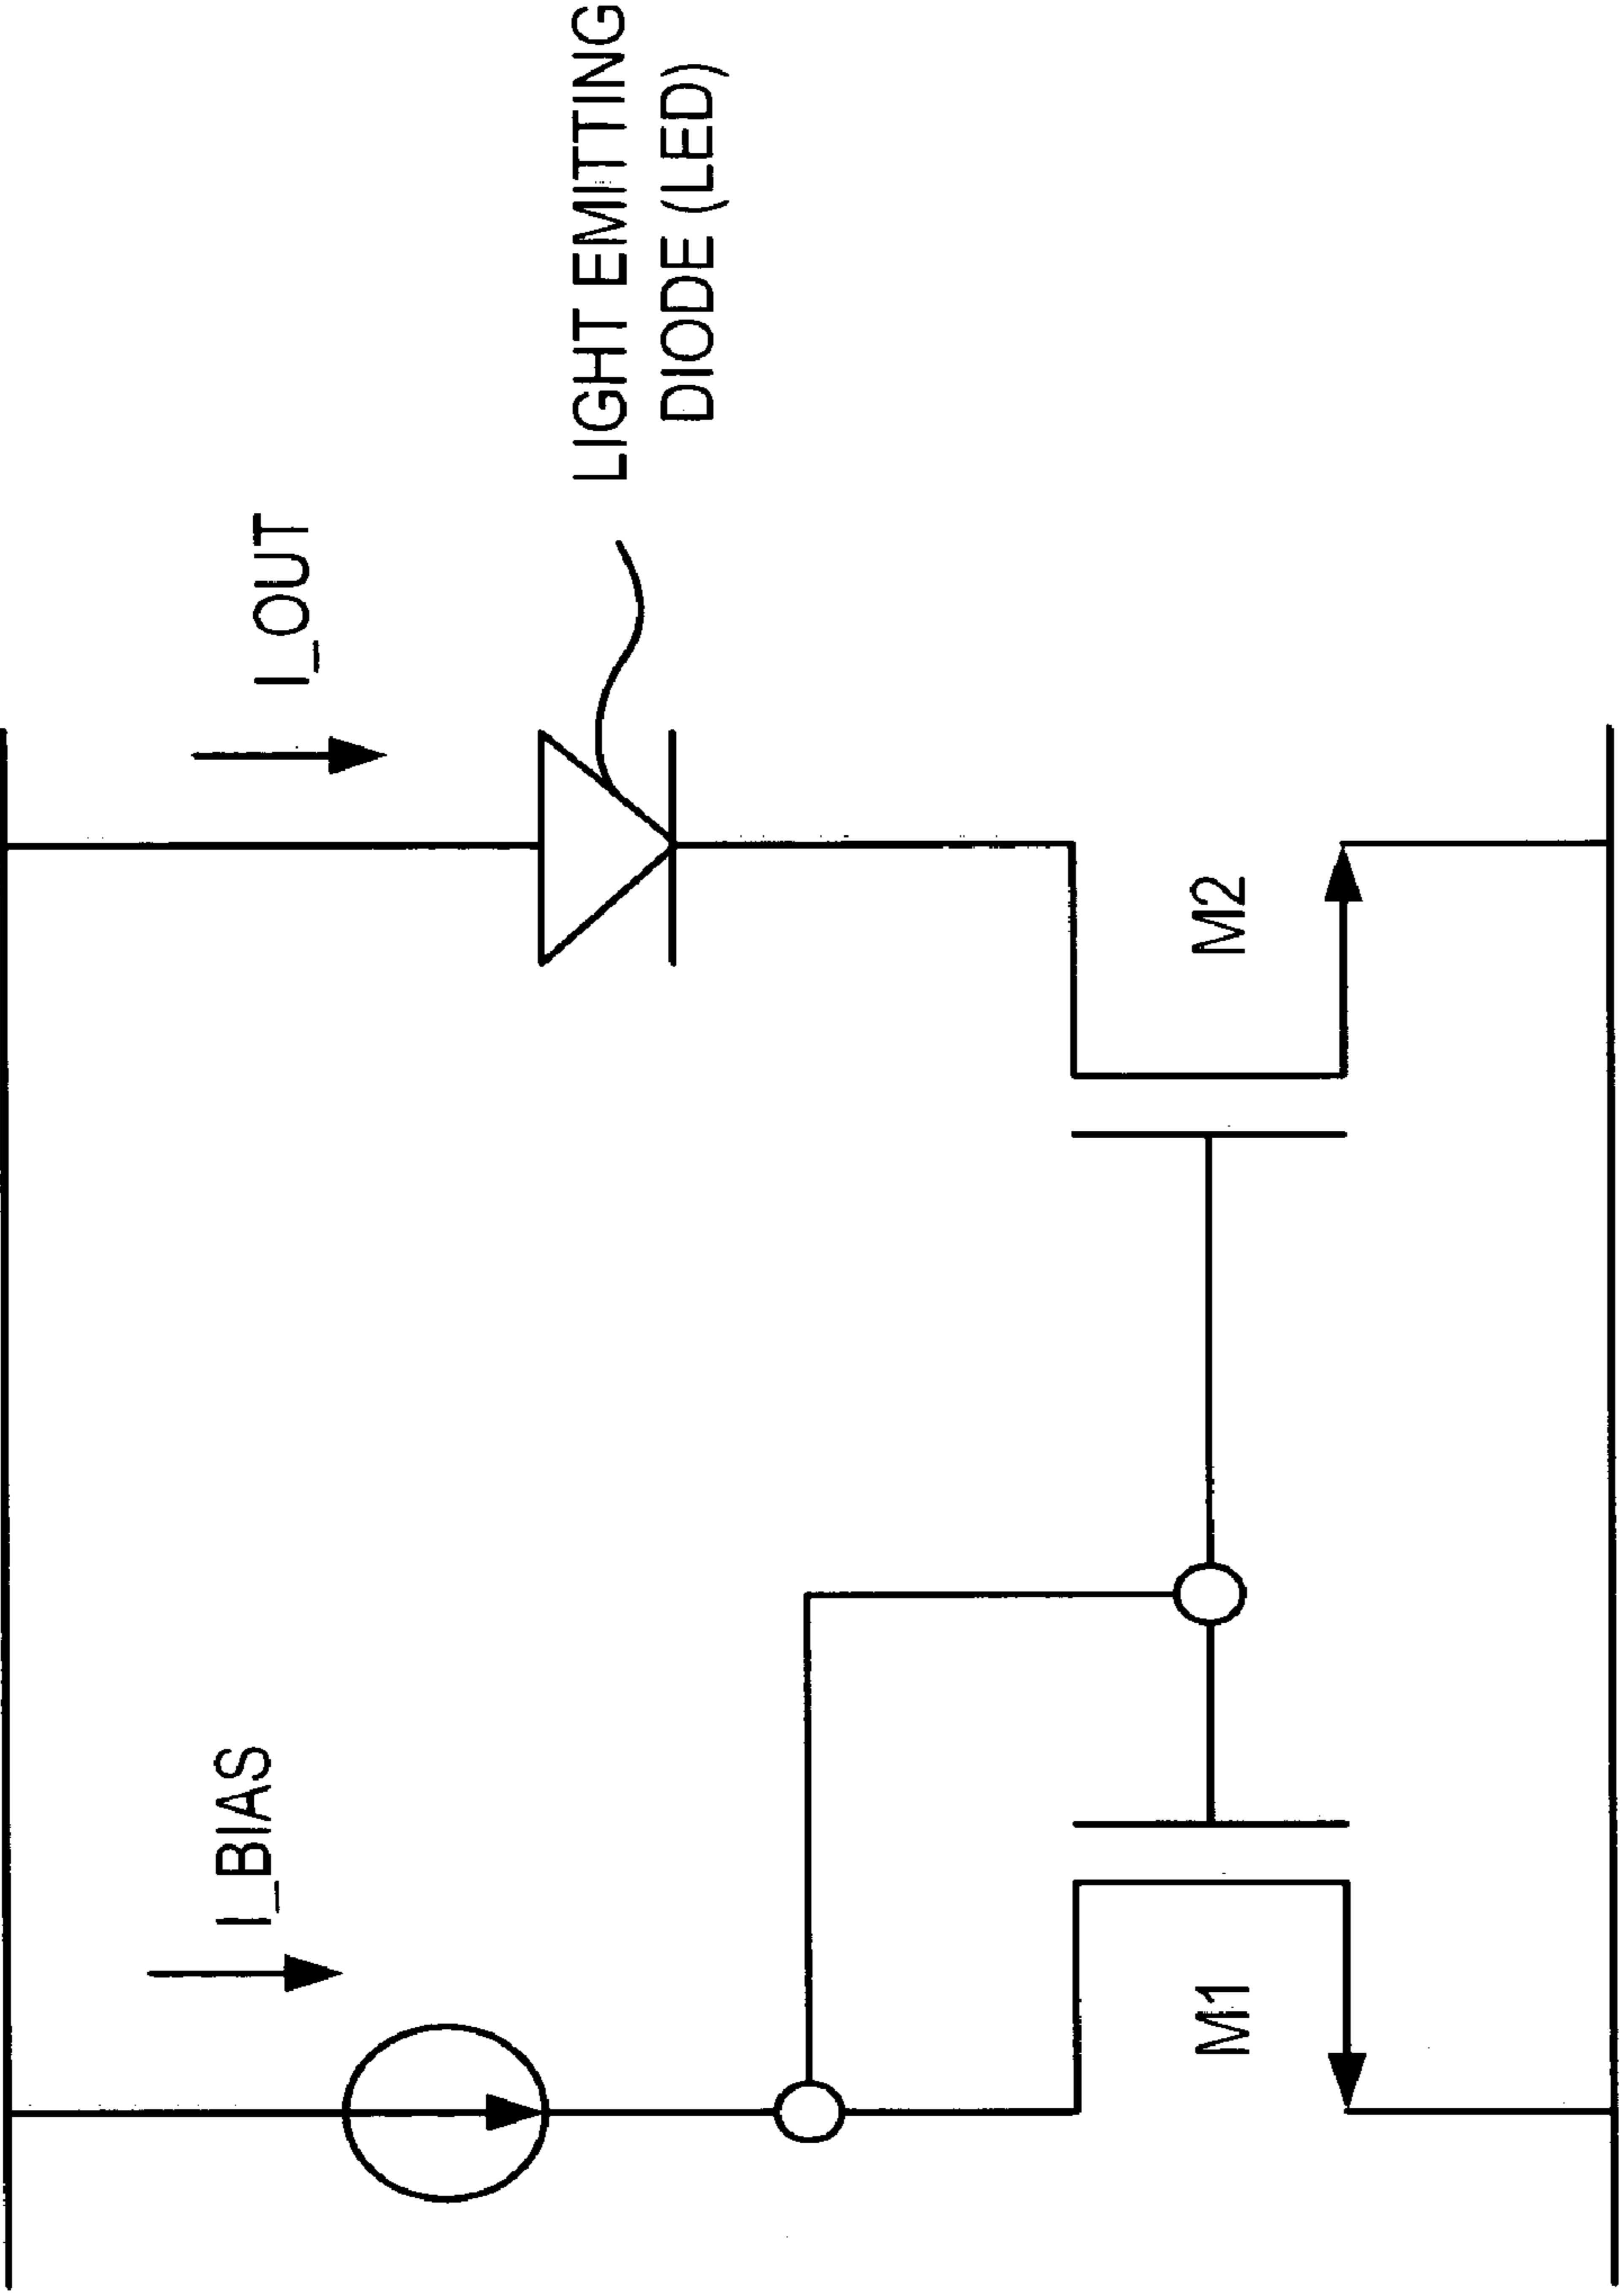 I_BIAS
I_OUT
LIGHT EMITTING
DIODE (LED)
M1
M2